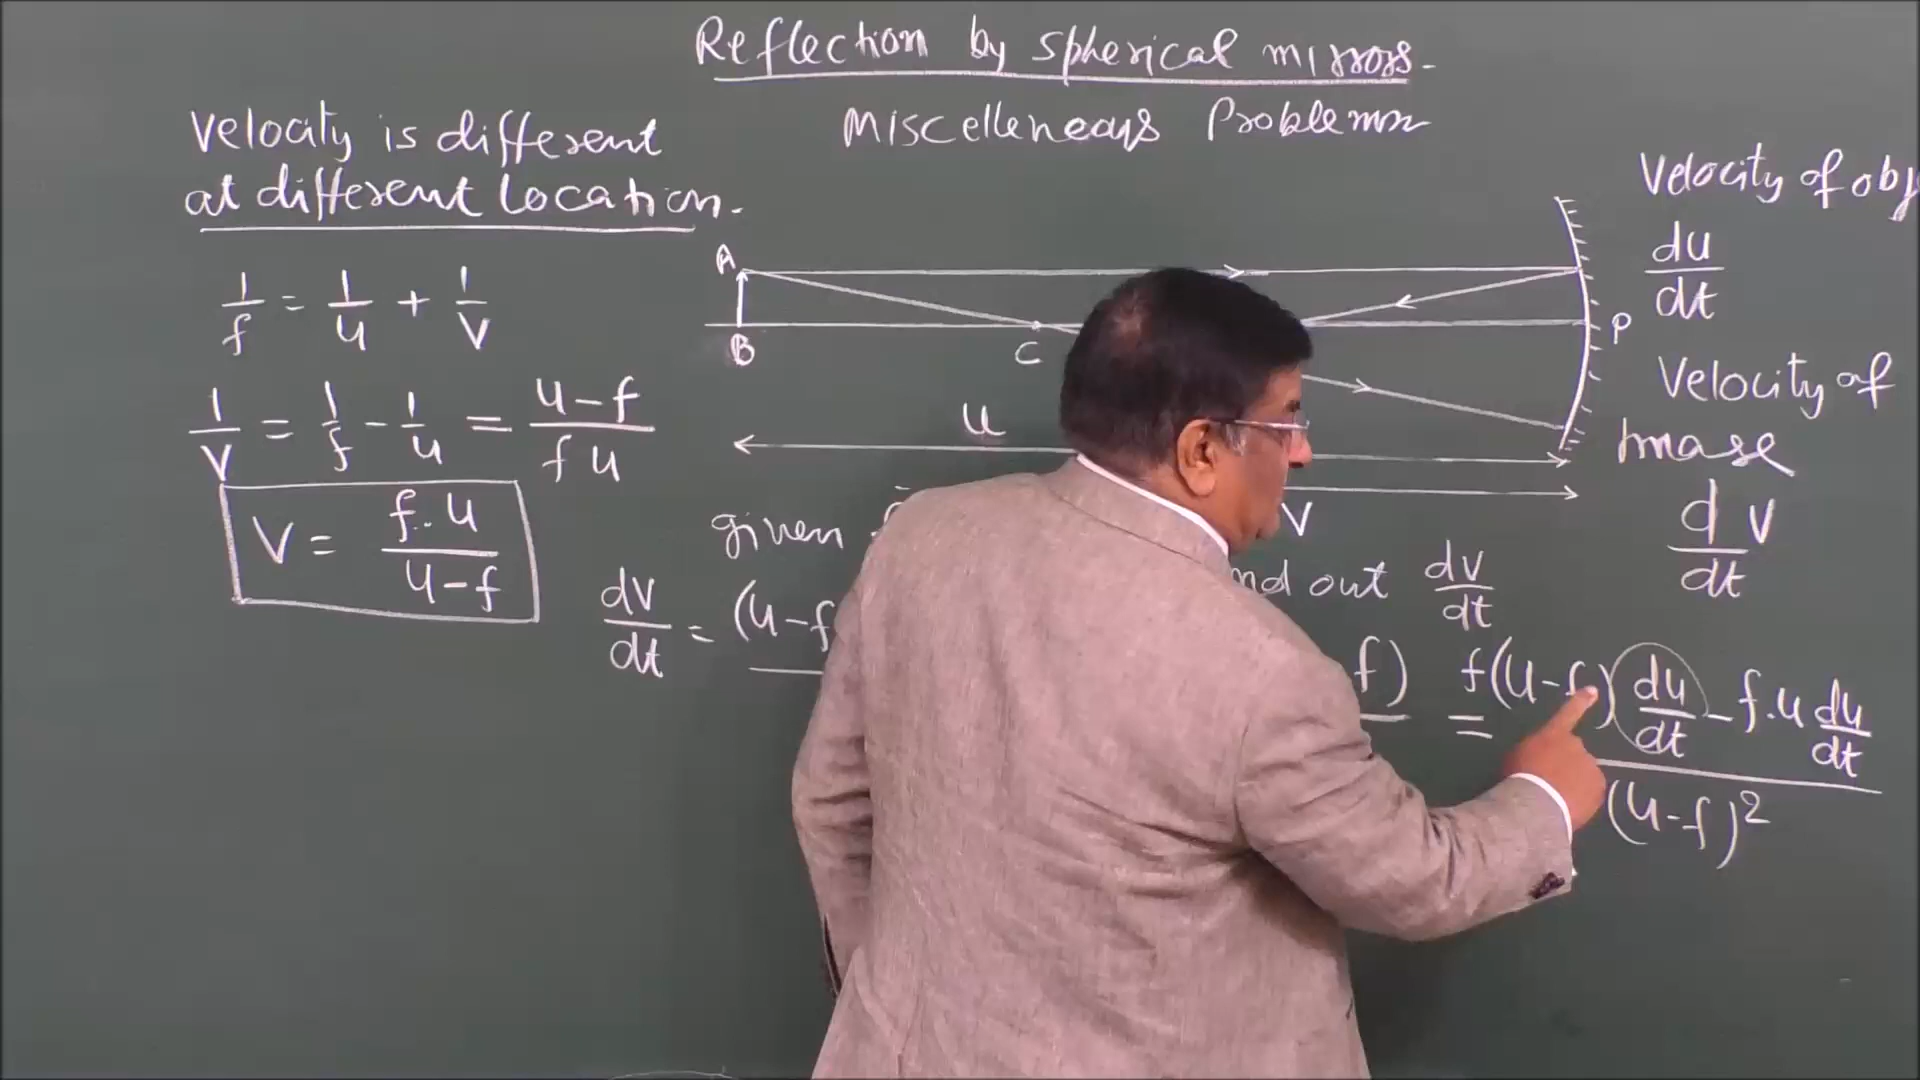 Reflection by spherical mirrors.
Miscelleneays Problems
Velocity is different
at different location.
1/f = 1/u + 1/v
1/v = 1/f - 1/u = u-f / f u
V = f.u / u-f
A
B
C
P
u
V
Velocity of obj
du/dt
Velocity of
Image
dv/dt
given
nd out dv/dt
dv/dt = (u-f
f) = f(u-f) du/dt - f.u du/dt
(u-f)²